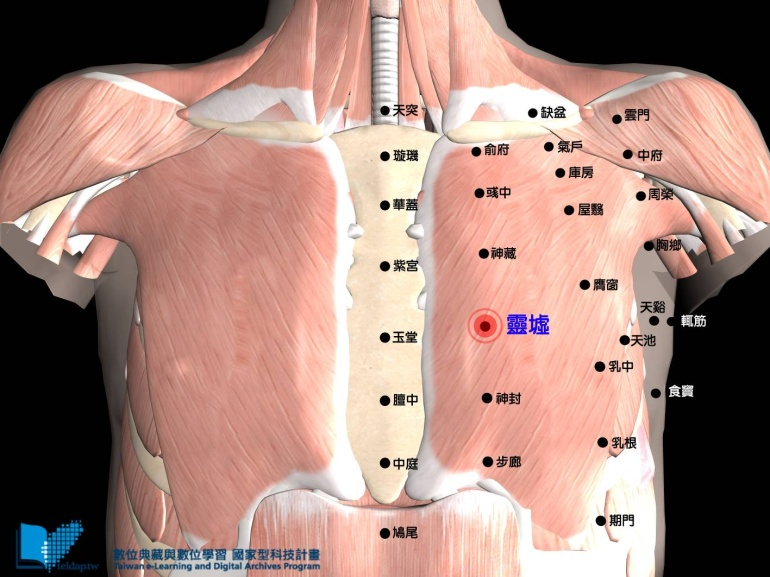 天突
缺盆
雲門
璇璣
俞府
氣戶
中府
庫房
華蓋
彧中
周榮
屋翳
胸鄉
紫宮
神藏
膺窗
天谿
靈墟
輒筋
玉堂
天池
乳中
食竇
膻中
神封
乳根
中庭
步廊
期門
鳩尾
teldap.tw
數位典藏與數位學習 國家型科技計畫
Taiwan e-Learning and Digital Archives Program